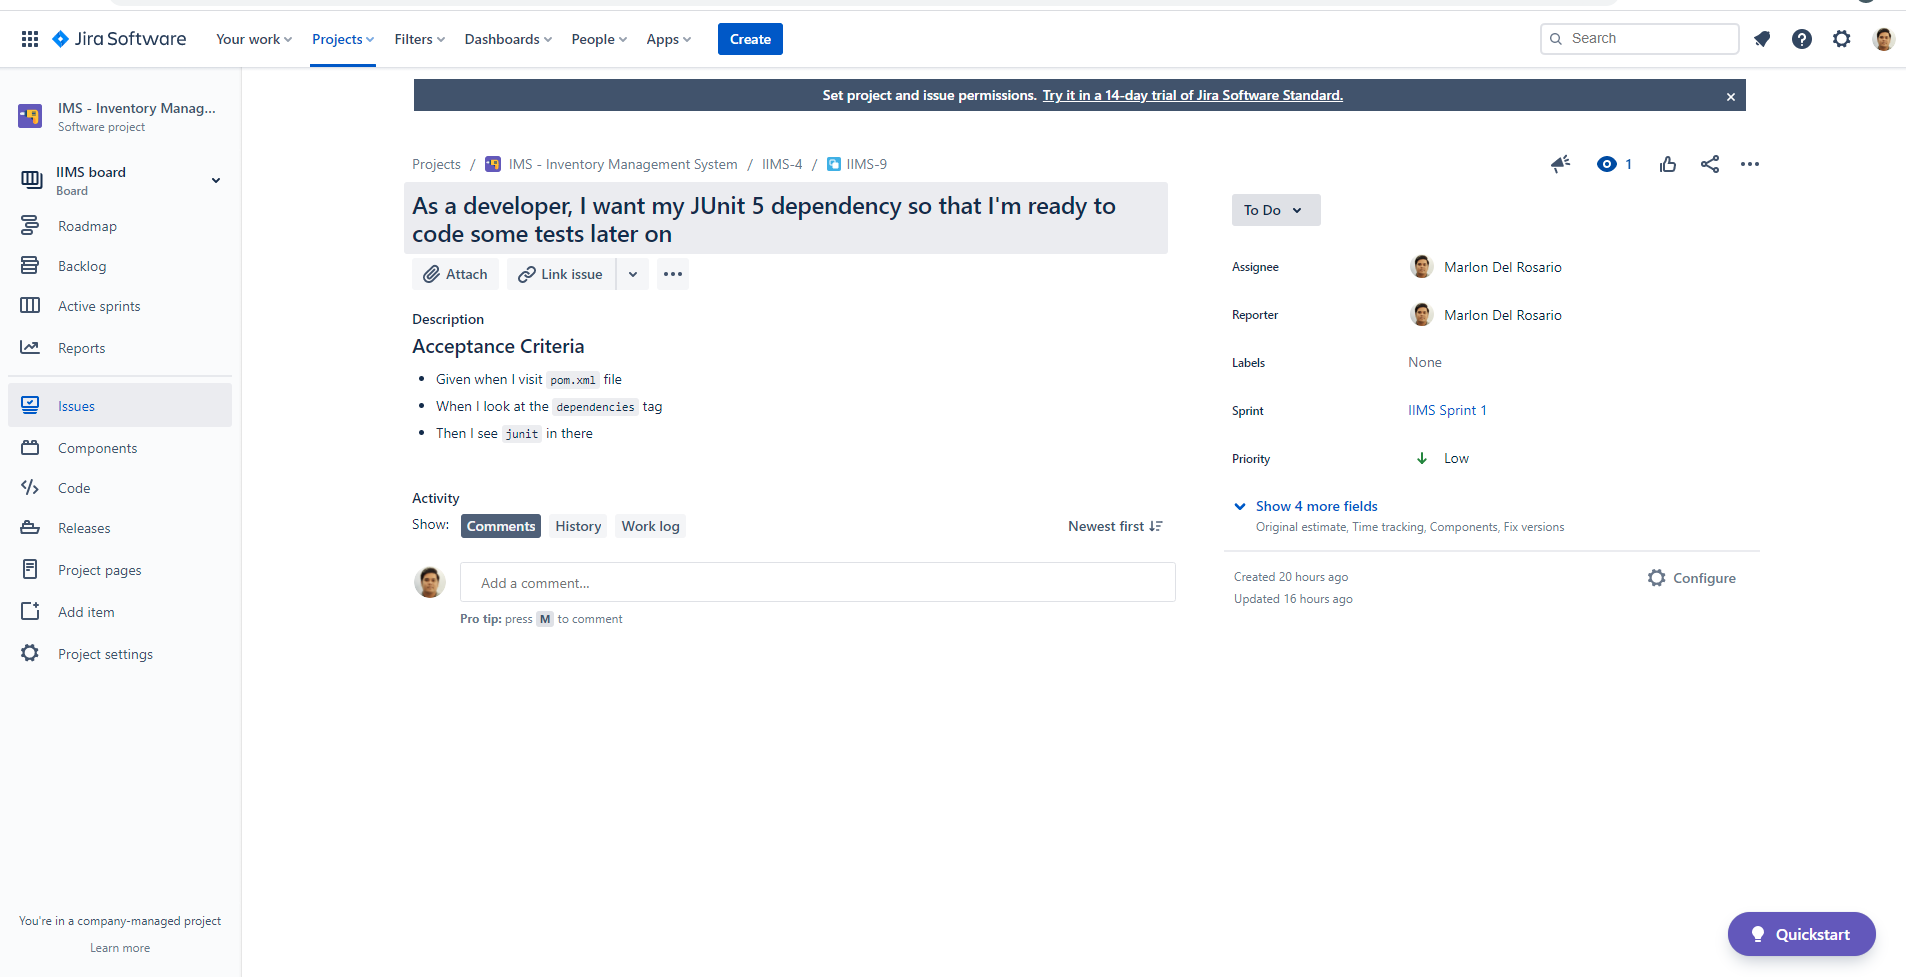 Jira Software
Your work
Projects
Filters
Dashboards
People
Apps
Create
Search
IMS - Inventory Manag...
Software project
IIMS board
Board
Roadmap
Backlog
Active sprints
Reports
Issues
Components
Code
Releases
Project pages
Add item
Project settings
You're in a company-managed project
Learn more
Set project and issue permissions. Try it in a 14-day trial of Jira Software Standard.
Projects / IMS - Inventory Management System / IIMS-4 / IIMS-9
1
As a developer, I want my JUnit 5 dependency so that I'm ready to
code some tests later on
Attach
Link issue
Description
Acceptance Criteria
• Given when I visit pom.xml file
• When I look at the dependencies tag
• Then I see junit in there
Activity
Show: Comments History Work log
Newest first
Add a comment...
Pro tip: press M to comment
To Do
Assignee Marlon Del Rosario
Reporter Marlon Del Rosario
Labels None
Sprint IIMS Sprint 1
Priority Low
Show 4 more fields
Original estimate, Time tracking, Components, Fix versions
Created 20 hours ago
Updated 16 hours ago
Configure
Quickstart